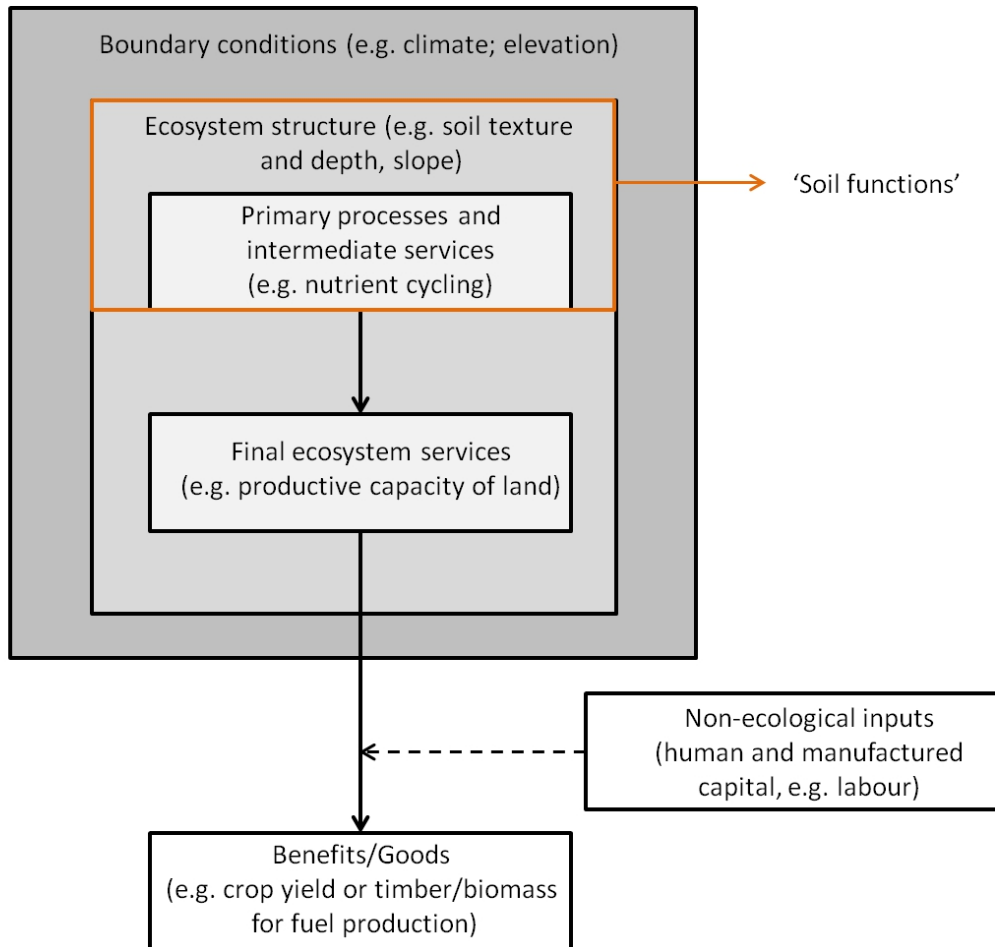 Boundary conditions (e.g. climate; elevation)
Ecosystem structure (e.g. soil texture
and depth, slope)
‘Soil functions’
Primary processes and
intermediate services
(e.g. nutrient cycling)
Final ecosystem services
(e.g. productive capacity of land)
Non-ecological inputs
(human and manufactured
capital, e.g. labour)
Benefits/Goods
(e.g. crop yield or timber/biomass
for fuel production)